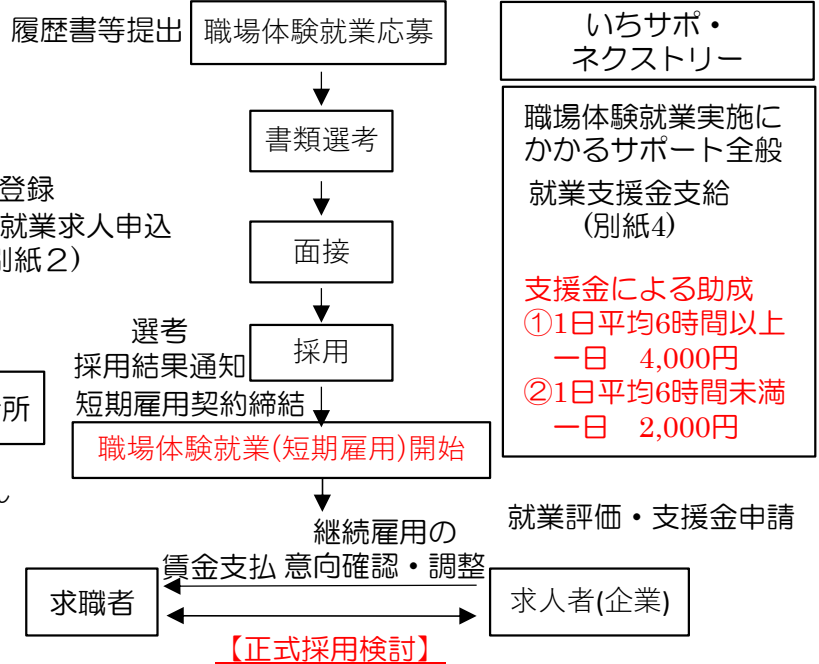 履歴書等提出
職場体験就業応募
書類選考
登録
就業求人申込
別紙２)
面接
選考
採用結果通知
採用
短期雇用契約締結
所
職場体験就業(短期雇用)開始
ん
継続雇用の
賃金支払 意向確認・調整
求職者
求人者(企業)
【正式採用検討】
いちサポ・
ネクストリー
職場体験就業実施に
かかるサポート全般
就業支援金支給
(別紙4)
支援金による助成
①1日平均6時間以上
一日　4,000円
②1日平均6時間未満
一日　2,000円
就業評価・支援金申請